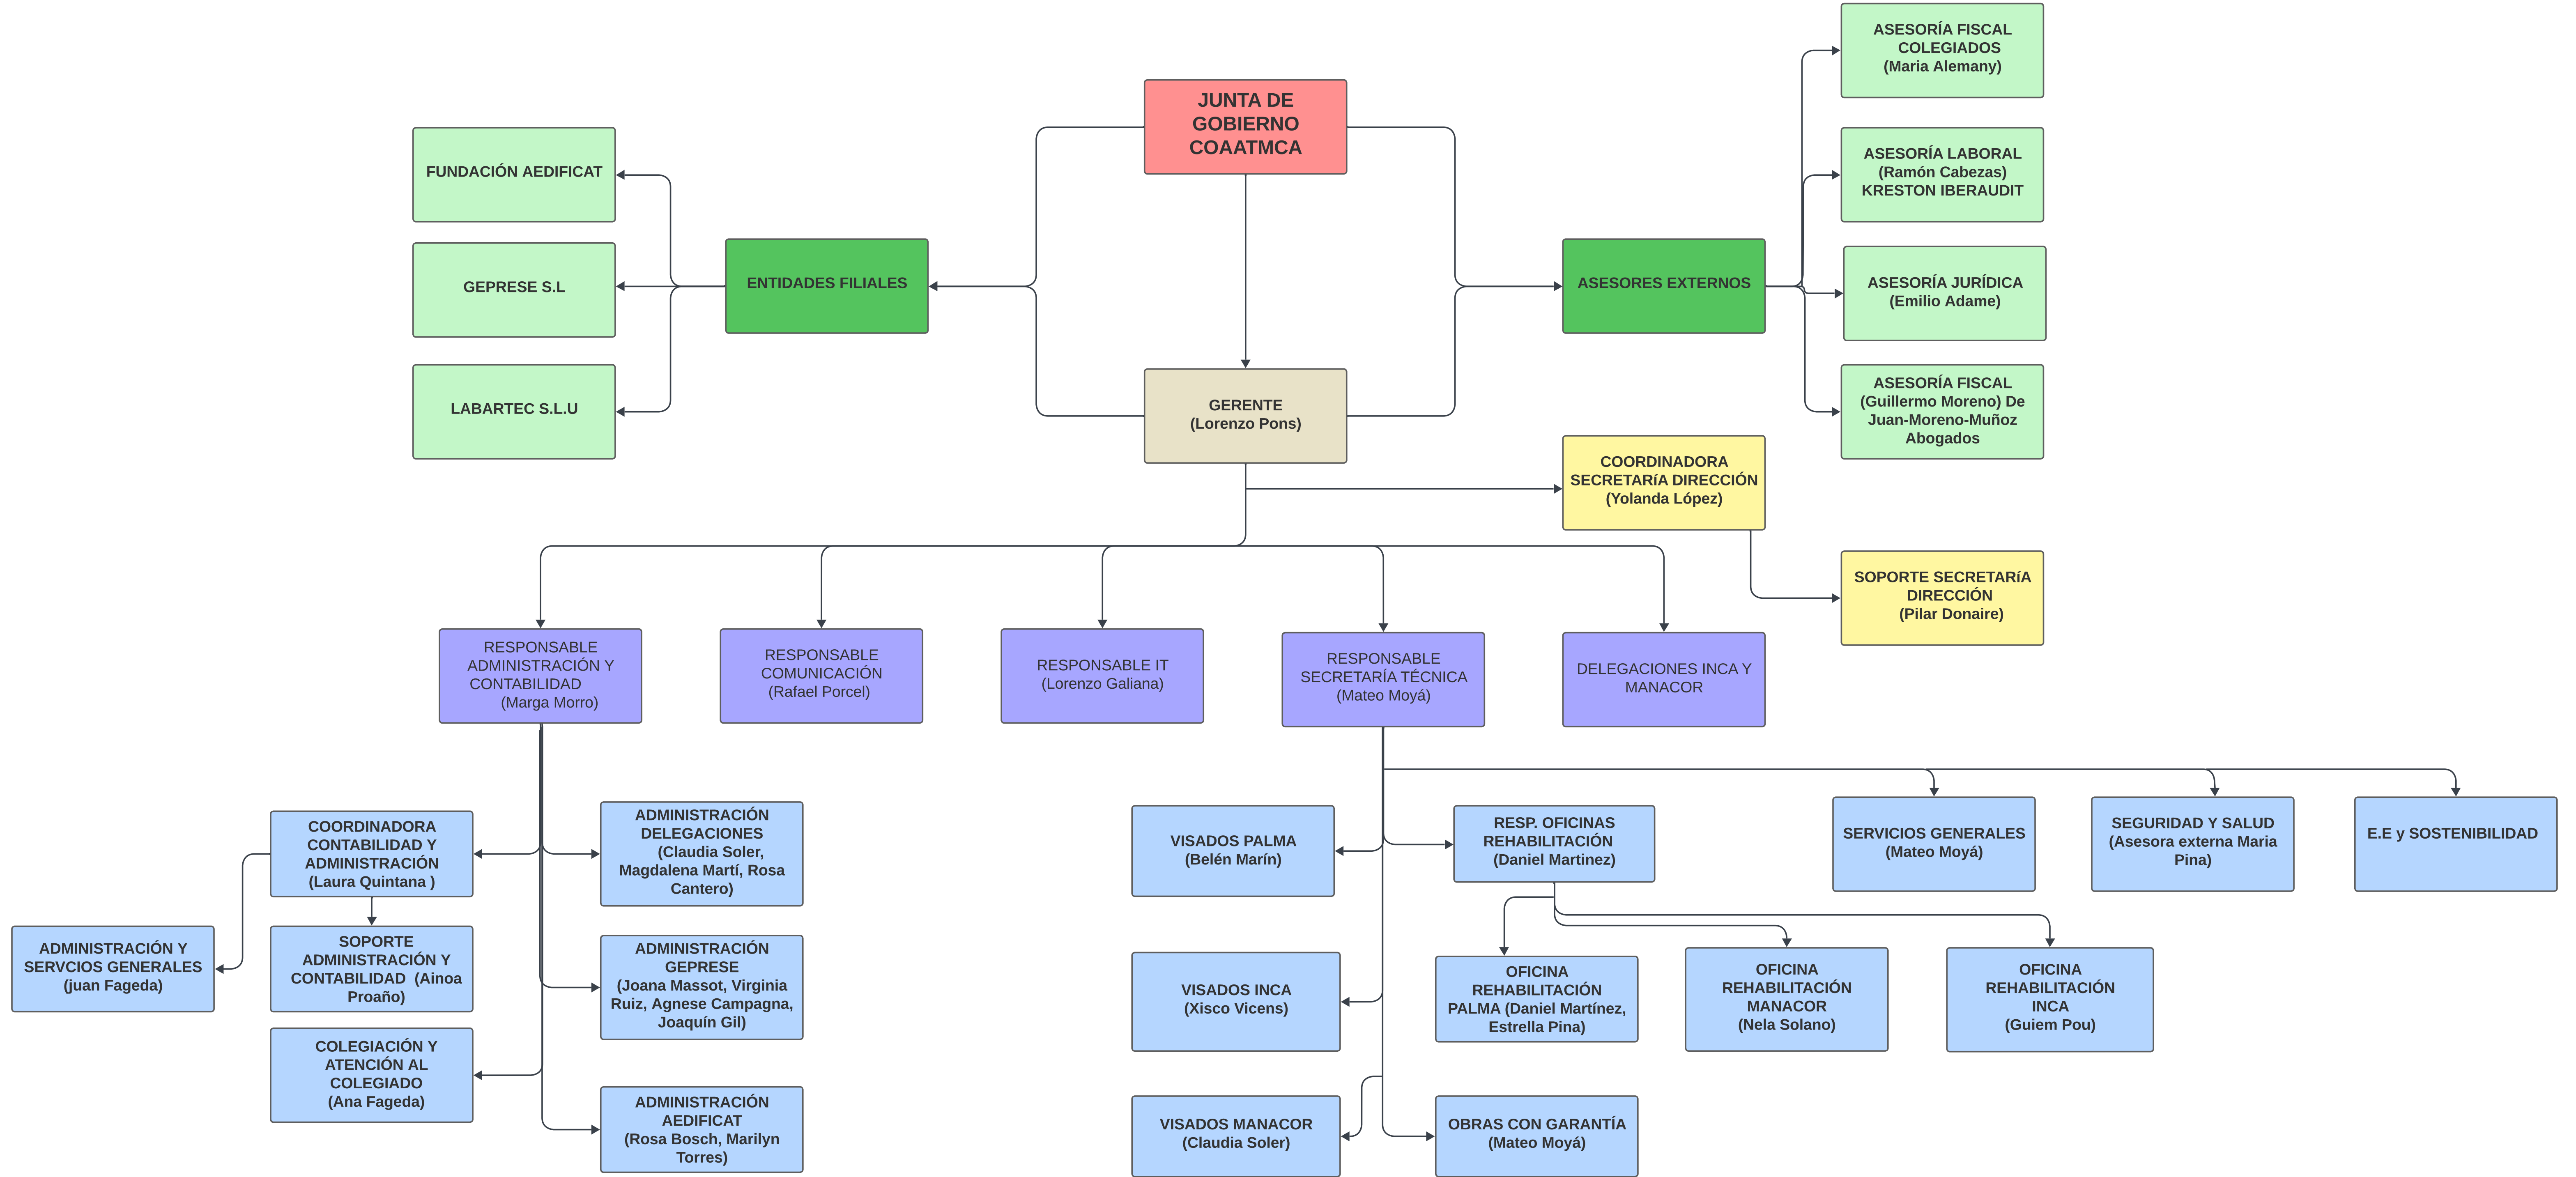 ASESORÍA FISCAL
COLEGIADOS
(Maria Alemany)
JUNTA DE
GOBIERNO
COAATMCA
FUNDACIÓN AEDIFICAT
ASESORÍA LABORAL
(Ramón Cabezas)
KRESTON IBERAUDIT
GEPRESE S.L
ENTIDADES FILIALES
ASESORES EXTERNOS
ASESORÍA JURÍDICA
(Emilio Adame)
LABARTEC S.L.U
GERENTE
(Lorenzo Pons)
ASESORÍA FISCAL
(Guillermo Moreno) De
Juan-Moreno-Muñoz
Abogados
COORDINADORA
SECRETARíA DIRECCIÓN
(Yolanda López)
SOPORTE SECRETARíA
DIRECCIÓN
(Pilar Donaire)
RESPONSABLE
ADMINISTRACIÓN Y
CONTABILIDAD
(Marga Morro)
RESPONSABLE
COMUNICACIÓN
(Rafael Porcel)
RESPONSABLE IT
(Lorenzo Galiana)
RESPONSABLE
SECRETARÍA TÉCNICA
(Mateo Moyá)
DELEGACIONES INCA Y
MANACOR
COORDINADORA
CONTABILIDAD Y
ADMINISTRACIÓN
(Laura Quintana )
ADMINISTRACIÓN
DELEGACIONES
(Claudia Soler,
Magdalena Martí, Rosa
Cantero)
VISADOS PALMA
(Belén Marín)
RESP. OFICINAS
REHABILITACIÓN
(Daniel Martinez)
SERVICIOS GENERALES
(Mateo Moyá)
SEGURIDAD Y SALUD
(Asesora externa Maria
Pina)
E.E y SOSTENIBILIDAD
ADMINISTRACIÓN Y
SERVCIOS GENERALES
(juan Fageda)
SOPORTE
ADMINISTRACIÓN Y
CONTABILIDAD (Ainoa
Proaño)
ADMINISTRACIÓN
GEPRESE
(Joana Massot, Virginia
Ruiz, Agnese Campagna,
Joaquín Gil)
VISADOS INCA
(Xisco Vicens)
OFICINA
REHABILITACIÓN
PALMA (Daniel Martínez,
Estrella Pina)
OFICINA
REHABILITACIÓN
MANACOR
(Nela Solano)
OFICINA
REHABILITACIÓN
INCA
(Guiem Pou)
COLEGIACIÓN Y
ATENCIÓN AL
COLEGIADO
(Ana Fageda)
ADMINISTRACIÓN
AEDIFICAT
(Rosa Bosch, Marilyn
Torres)
VISADOS MANACOR
(Claudia Soler)
OBRAS CON GARANTÍA
(Mateo Moyá)